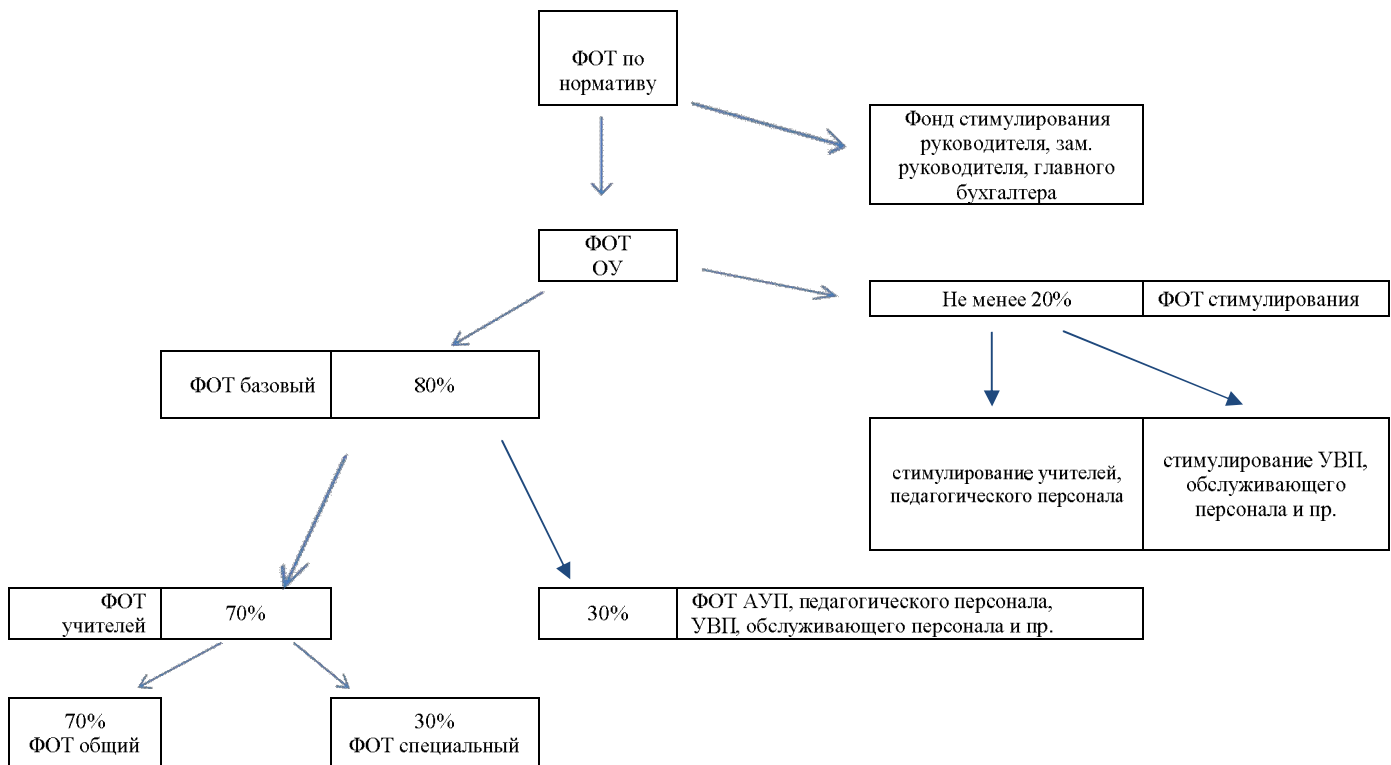 ФОТ по
нормативу
Фонд стимулирования
руководителя, зам.
руководителя, главного
бухгалтера
ФОТ
ОУ
Не менее 20%
ФОТ стимулирования
ФОТ базовый
80%
стимулирование учителей,
педагогического персонала
стимулирование УВП,
обслуживающего
персонала и пр.
ФОТ
учителей
70%
30%
ФОТ АУП, педагогического персонала,
УВП, обслуживающего персонала и пр.
70%
ФОТ общий
30%
ФОТ специальный